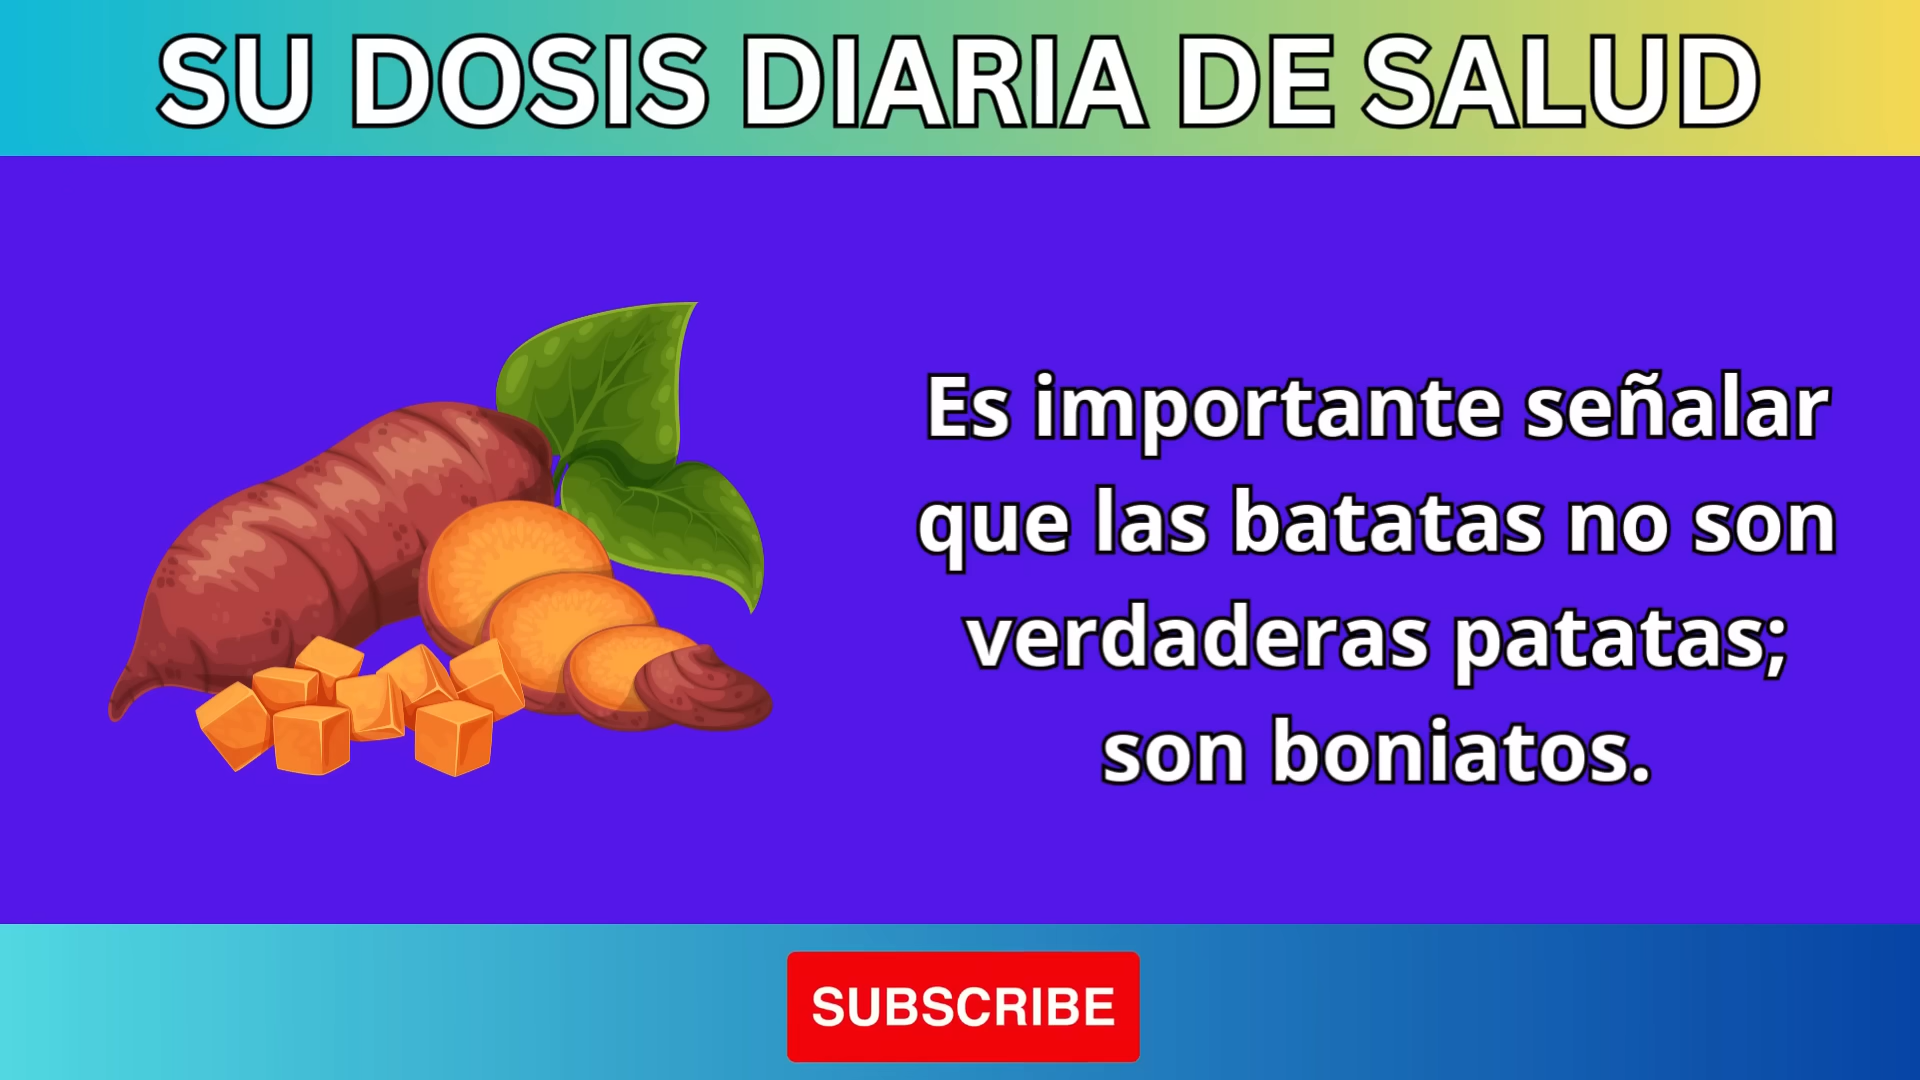 SU DOSIS DIARIA DE SALUD
Es importante señalar
que las batatas no son
verdaderas patatas;
son boniatos.
SUBSCRIBE